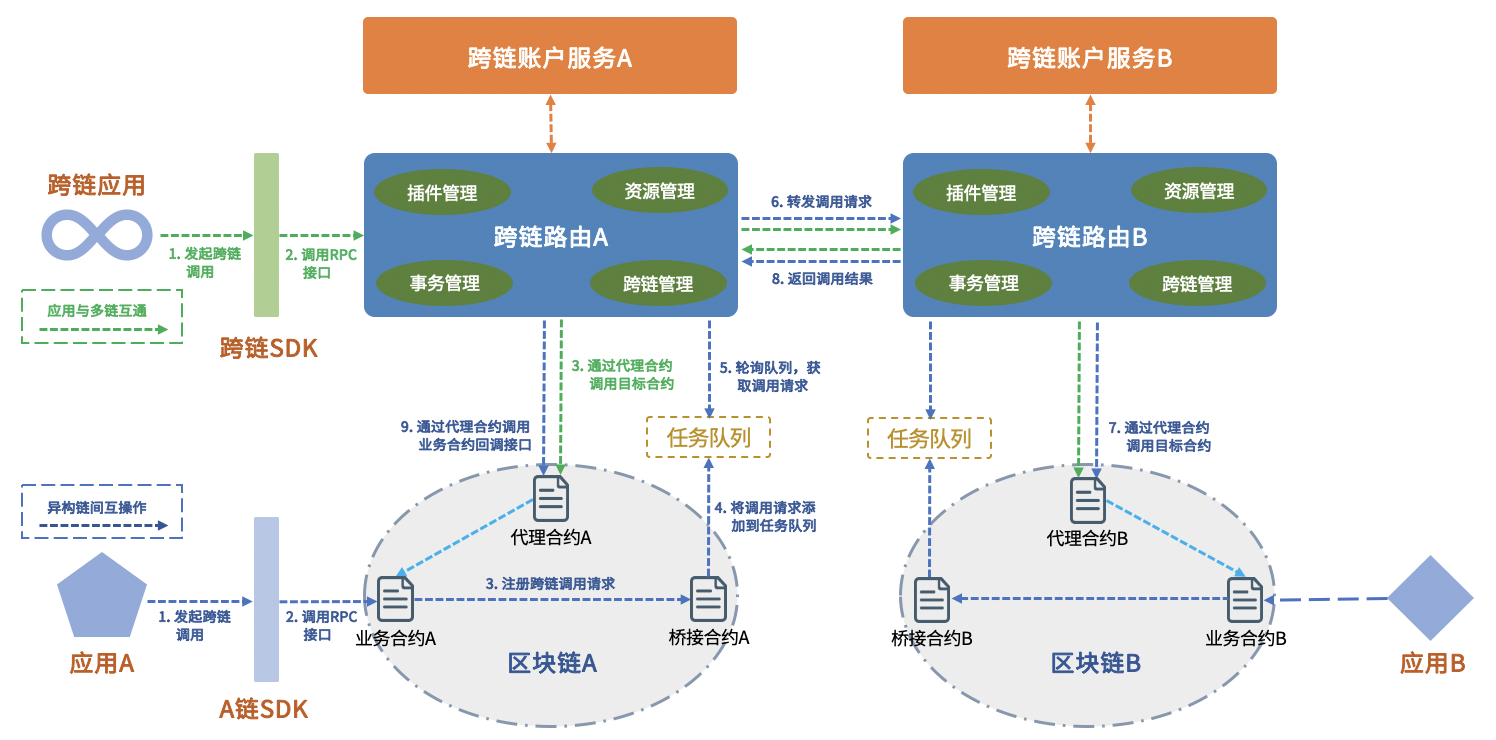 跨链账户服务A
跨链账户服务B
跨链应用
插件管理
资源管理
跨链路由A
事务管理
跨链管理
6. 转发调用请求
8. 返回调用结果
插件管理
资源管理
跨链路由B
事务管理
跨链管理
1. 发起跨链
调用
2. 调用RPC
接口
应用与多链互通
跨链SDK
3. 通过代理合约
调用目标合约
5. 轮询队列，获
取调用请求
9. 通过代理合约调用
业务合约回调接口
任务队列
任务队列
7. 通过代理合约
调用目标合约
异构链间互操作
4. 将调用请求添
加到任务队列
代理合约A
代理合约B
1. 发起跨链
调用
2. 调用RPC
接口
3. 注册跨链调用请求
业务合约A
桥接合约A
桥接合约B
业务合约B
应用A
区块链A
区块链B
应用B
A链SDK